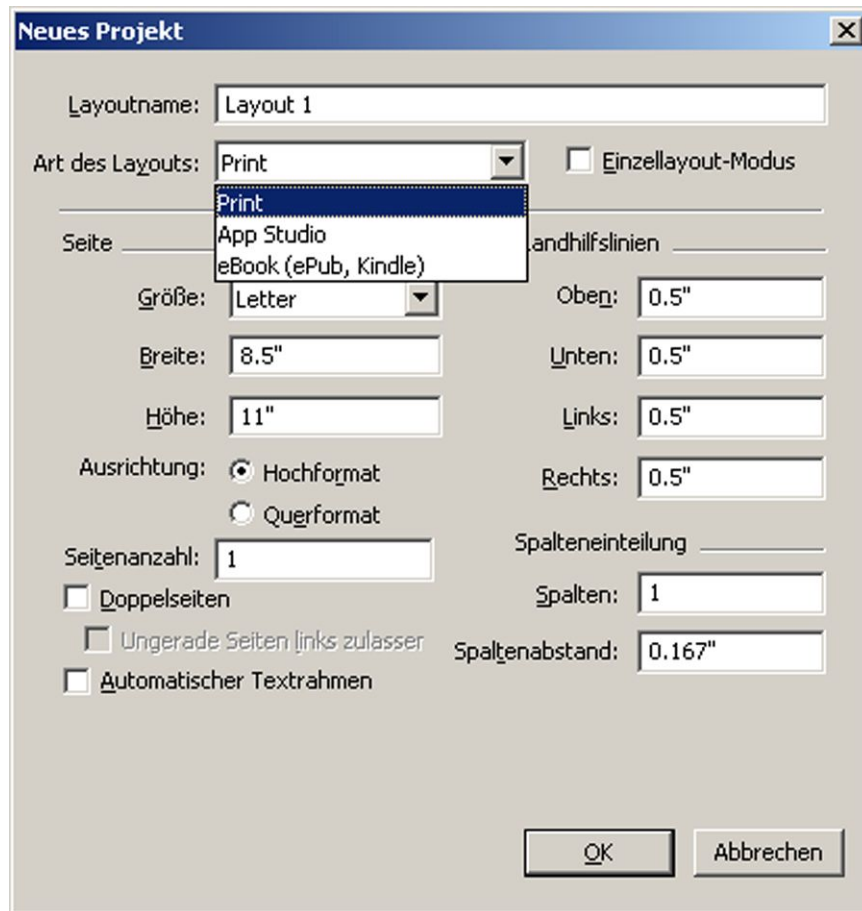 Neues Projekt
Layoutname: Layout 1
Art des Layouts: Print Einzellayout-Modus
Print
App Studio
eBook (ePub, Kindle)
Seite
landhilfslinien
Größe: Letter
Oben: 0.5"
Breite: 8.5"
Unten: 0.5"
Höhe: 11"
Links: 0.5"
Ausrichtung: Hochformat
Rechts: 0.5"
Querformat
Spalteneinteilung
Seitenanzahl: 1
Doppelseiten
Spalten: 1
Ungerade Seiten links zulasser
Spaltenabstand: 0.167"
Automatischer Textrahmen
OK Abbrechen